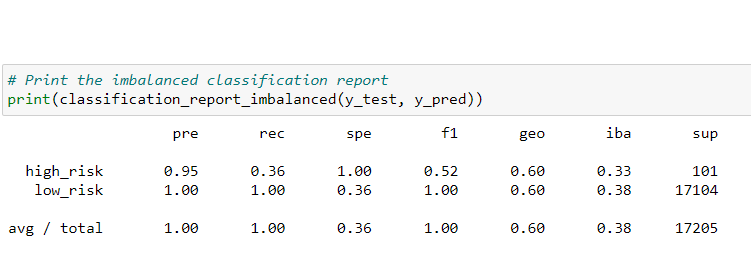 # Print the imbalanced classification report
print(classification_report_imbalanced(y_test, y_pred))
pre rec spe f1 geo iba sup
high_risk 0.95 0.36 1.00 0.52 0.60 0.33 101
low_risk 1.00 1.00 0.36 1.00 0.60 0.38 17104
avg / total 1.00 1.00 0.36 1.00 0.60 0.38 17205